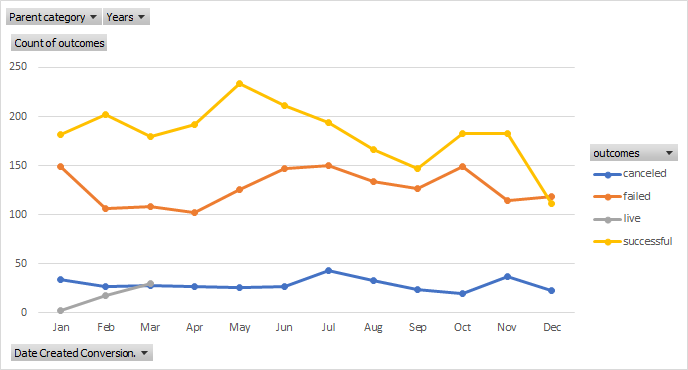 Parent category Years
Count of outcomes
250
200
150
100
50
0
Jan Feb Mar Apr May Jun Jul Aug Sep Oct Nov Dec
outcomes
canceled
failed
live
successful
Date Created Conversion.